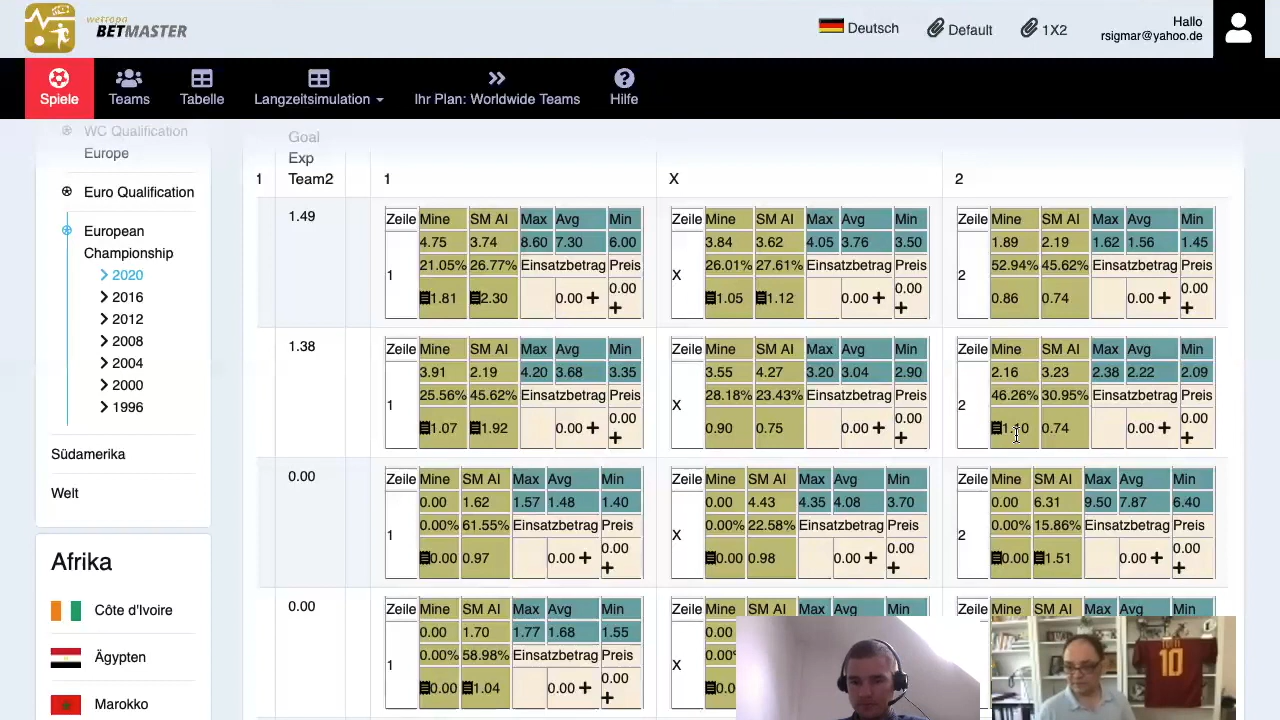 wetropa
BETMASTER
Deutsch
Default
1X2
Hallo
rsigmar@yahoo.de
Spiele
Teams
Tabelle
Langzeitsimulation
Ihr Plan: Worldwide Teams
Hilfe
WC Qualification
Europe
Euro Qualification
European
Championship
2020
2016
2012
2008
2004
2000
1996
Südamerika
Welt
Afrika
Côte d'Ivoire
Ägypten
Marokko
Goal
Exp
1 Team2 1 X 2
1.49
Zeile Mine SM AI Max Avg Min
4.75 3.74 8.60 7.30 6.00
1 21.05% 26.77% Einsatzbetrag Preis
1.81 2.30 0.00 0.00
Zeile Mine SM AI Max Avg Min
3.84 3.62 4.05 3.76 3.50
X 26.01% 27.61% Einsatzbetrag Preis
1.05 1.12 0.00 0.00
Zeile Mine SM AI Max Avg Min
1.89 2.19 1.62 1.56 1.45
2 52.94% 45.62% Einsatzbetrag Preis
0.86 0.74 0.00 0.00
1.38
Zeile Mine SM AI Max Avg Min
3.91 2.19 4.20 3.68 3.35
1 25.56% 45.62% Einsatzbetrag Preis
1.07 1.92 0.00 0.00
Zeile Mine SM AI Max Avg Min
3.55 4.27 3.20 3.04 2.90
X 28.18% 23.43% Einsatzbetrag Preis
0.90 0.75 0.00 0.00
Zeile Mine SM AI Max Avg Min
2.16 3.23 2.38 2.22 2.09
2 46.26% 30.95% Einsatzbetrag Preis
0.74 0.00 0.00
0.00
Zeile Mine SM AI Max Avg Min
0.00 1.62 1.57 1.48 1.40
1 0.00% 61.55% Einsatzbetrag Preis
0.00 0.97 0.00 0.00
Zeile Mine SM AI Max Avg Min
0.00 4.43 4.35 4.08 3.70
X 0.00% 22.58% Einsatzbetrag Preis
0.00 0.98 0.00 0.00
Zeile Mine SM AI Max Avg Min
0.00 6.31 9.50 7.87 6.40
2 0.00% 15.86% Einsatzbetrag Preis
0.00 1.51 0.00 0.00
0.00
Zeile Mine SM AI Max Avg Min
0.00 1.70 1.77 1.68 1.55
1 0.00% 58.98% Einsatzbetrag Preis
0.00 1.04 0.00 0.00
Zeile Mine SM AI Max Avg Min
0.00
X
Zeile Mine SM AI Max Avg Min
10